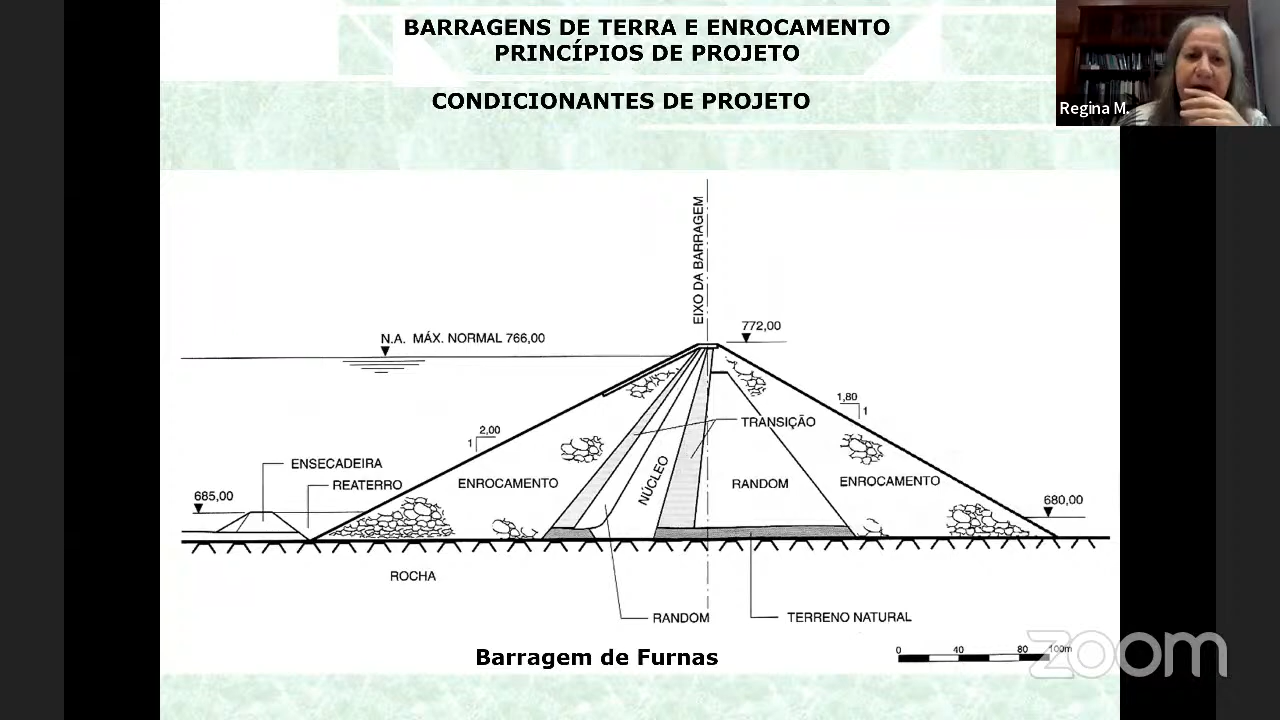 BARRAGENS DE TERRA E ENROCAMENTO
PRINCÍPIOS DE PROJETO
CONDICIONANTES DE PROJETO
Regina M.
EIXO DA BARRAGEM
N.A. MÁX. NORMAL 766,00
772,00
1,80
1
2,00
1
TRANSIÇÃO
ENSECADEIRA
REATERRO
ENROCAMENTO
NÚCLEO
RANDOM
ENROCAMENTO
685,00
680,00
ROCHA
RANDOM
TERRENO NATURAL
Barragem de Furnas
0 40 80 100m
zoom